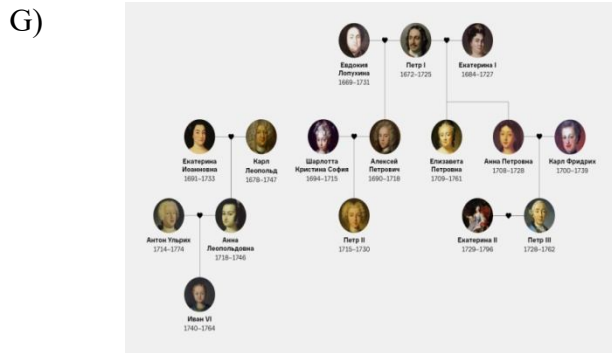 G)
Евдокия
Лопухина
1669–1731
Петр I
1672–1725
Екатерина I
1684–1727
Екатерина
Иоанновна
1691–1733
Карл
Леопольд
1678–1747
Шарлотта
Кристина София
1694–1715
Алексей
Петрович
1690–1718
Елизавета
Петровна
1709–1761
Анна Петровна
1708–1728
Карл Фридрих
1700–1739
Антон Ульрих
1714–1774
Анна
Леопольдовна
1718–1746
Петр II
1715–1730
Екатерина II
1729–1796
Петр III
1728–1762
Иван VI
1740–1764